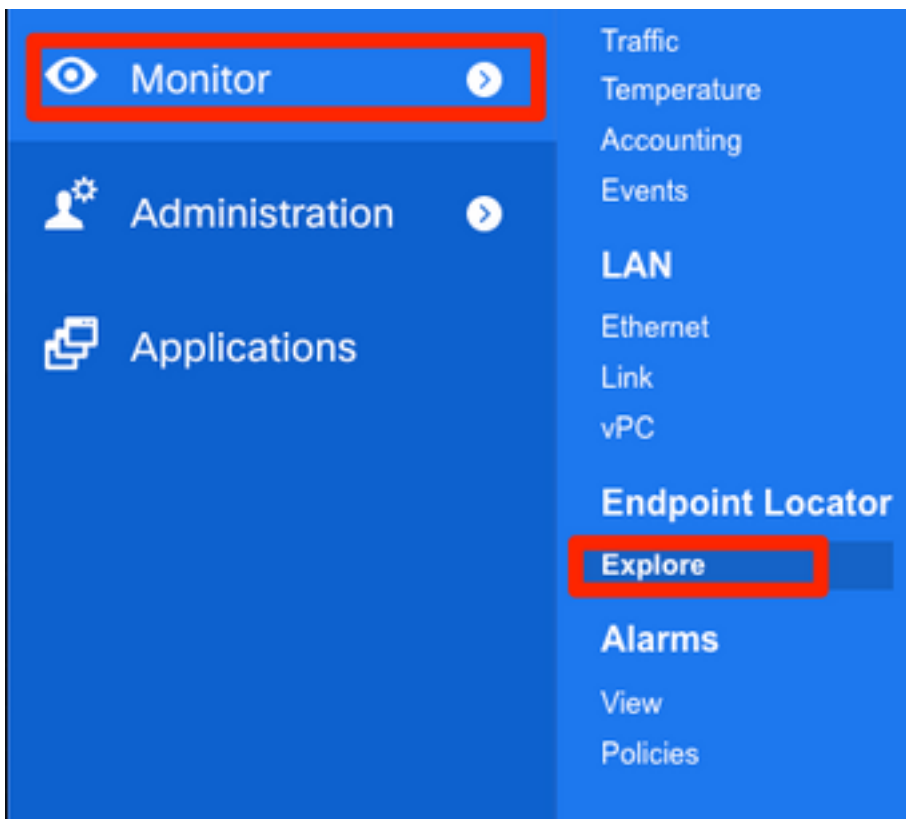 Monitor
Administration
Applications
Traffic
Temperature
Accounting
Events
LAN
Ethernet
Link
vPC
Endpoint Locator
Explore
Alarms
View
Policies